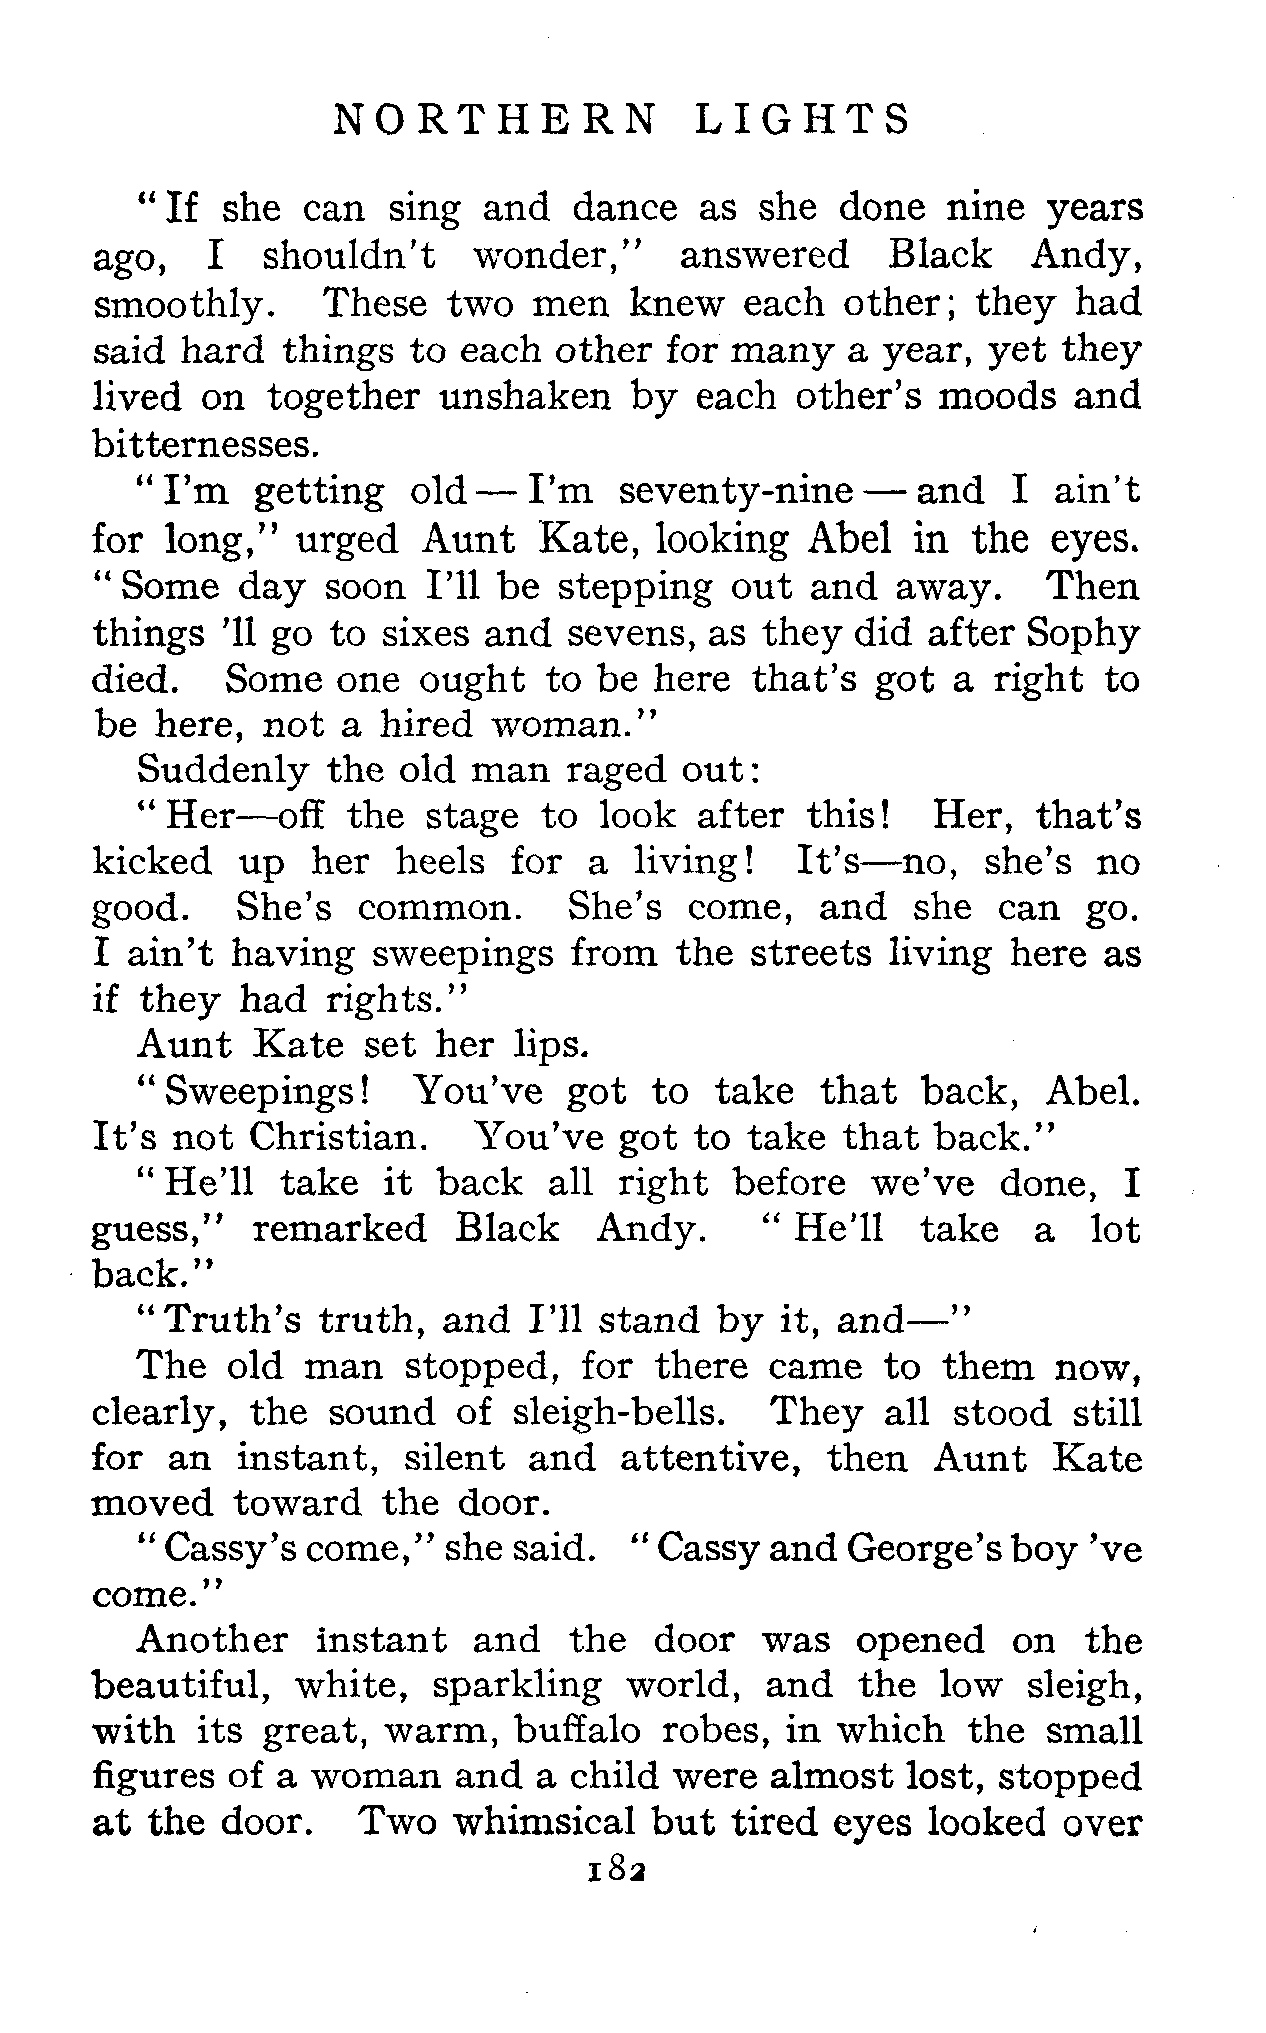 NORTHERN LIGHTS
"If she can sing and dance as she done nine years
ago, I shouldn't wonder," answered Black Andy,
smoothly. These two men knew each other; they had
said hard things to each other for many a year, yet they
lived on together unshaken by each other's moods and
bitternesses.
"I'm getting old — I'm seventy-nine — and I ain't
for long," urged Aunt Kate, looking Abel in the eyes.
"Some day soon I'll be stepping out and away. Then
things 'll go to sixes and sevens, as they did after Sophy
died. Some one ought to be here that's got a right to
be here, not a hired woman."
Suddenly the old man raged out:
"Her—off the stage to look after this! Her, that's
kicked up her heels for a living! It's—no, she's no
good. She's common. She's come, and she can go.
I ain't having sweepings from the streets living here as
if they had rights."
Aunt Kate set her lips.
"Sweepings! You've got to take that back, Abel.
It's not Christian. You've got to take that back."
"He'll take it back all right before we've done, I
guess," remarked Black Andy. "He'll take a lot
back."
"Truth's truth, and I'll stand by it, and—"
The old man stopped, for there came to them now,
clearly, the sound of sleigh-bells. They all stood still
for an instant, silent and attentive, then Aunt Kate
moved toward the door.
"Cassy's come," she said. "Cassy and George's boy 've
come."
Another instant and the door was opened on the
beautiful, white, sparkling world, and the low sleigh,
with its great, warm, buffalo robes, in which the small
figures of a woman and a child were almost lost, stopped
at the door. Two whimsical but tired eyes looked over
182